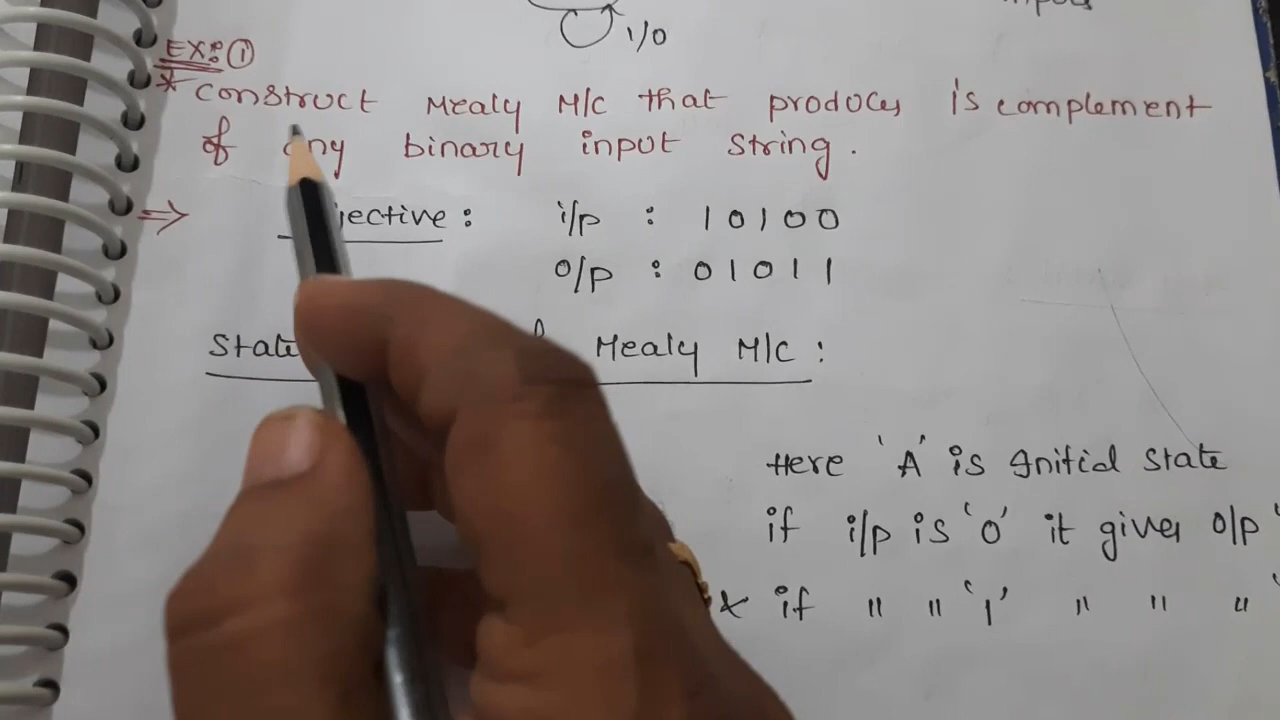 1/0
EX:①
*construct Mealy M/C that produces 1's complement
of any binary input string.
⇒ jective : i/p : 10100
o/p : 01011
State Mealy M/C :
Here 'A' is Initial state
if i/p is '0' it gives o/p '
* if " " '1' " " " '